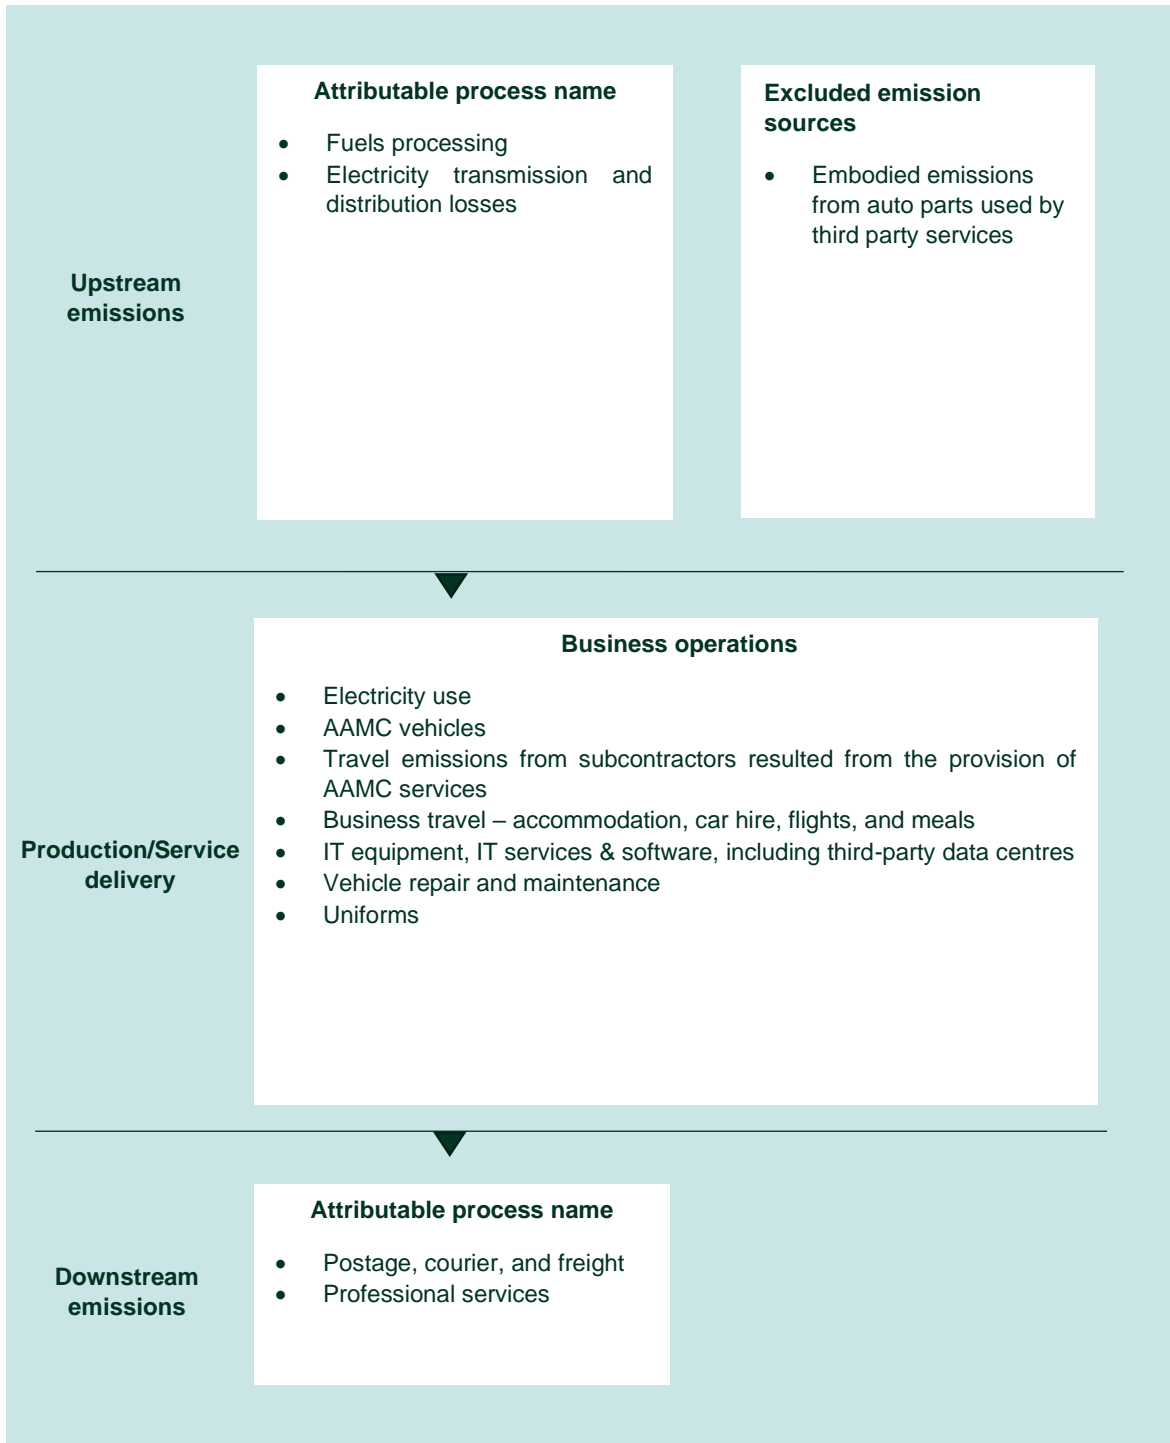 Attributable process name
• Fuels processing
• Electricity transmission and
distribution losses
Excluded emission
sources
• Embodied emissions
from auto parts used by
third party services
Upstream
emissions
Business operations
• Electricity use
• AAMC vehicles
• Travel emissions from subcontractors resulted from the provision of
AAMC services
• Business travel – accommodation, car hire, flights, and meals
• IT equipment, IT services & software, including third-party data centres
• Vehicle repair and maintenance
• Uniforms
Production/Service
delivery
Attributable process name
• Postage, courier, and freight
• Professional services
Downstream
emissions